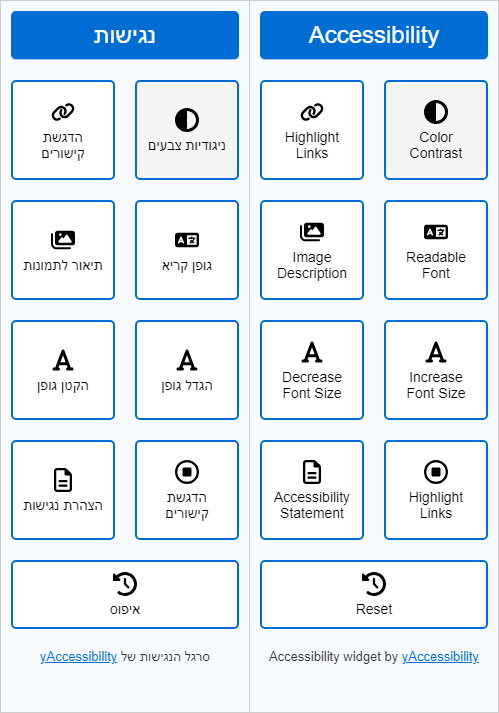 נגישות
ניגודיות צבעים
הדגשת
קישורים
גופן קריא
תיאור לתמונות
הגדל גופן
הקטן גופן
הדגשת
קישורים
הצהרת נגישות
איפוס
סרגל הנגישות של yAccessibility
Accessibility
Highlight
Links
Color
Contrast
Image
Description
Readable
Font
Decrease
Font Size
Increase
Font Size
Accessibility
Statement
Highlight
Links
Reset
Accessibility widget by yAccessibility